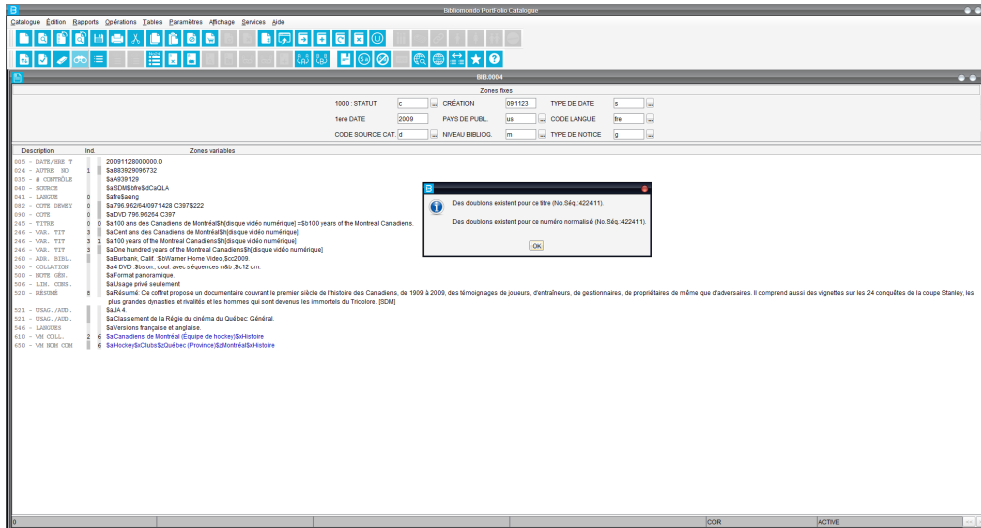 Bibliomondo PortFolio Catalogue
Catalogue Édition Rapports Opérations Tables Paramètres Affichage Services Aide
BIB.0004
Zones fixes
1000 : STATUT c ... CRÉATION 091123 TYPE DE DATE s ...
1ere DATE 2009 PAYS DE PUBL. us ... CODE LANGUE fre ...
CODE SOURCE CAT. d ... NIVEAU BIBLIOG. m ... TYPE DE NOTICE g ...
Description Ind. Zones variables
005 - DATE/HRE T 20091128000000.0
024 - AUTRE NO 1 $a883929096732
035 - # CONTRÔLE $aA939129
040 - SOURCE $aSDM$bfre$dCaQLA
041 - LANGUE 0 $afre$aeng
082 - COTE DEWEY 0 $a796.962/64/0971428 C397$222
090 - COTE 0 $aDVD 796.96264 C397
245 - TITRE 0 0 $a100 ans des Canadiens de Montréal$h[disque vidéo numérique] =$b100 years of the Montreal Canadiens.
246 - VAR. TIT 3 $aCent ans des Canadiens de Montréal$h[disque vidéo numérique]
246 - VAR. TIT 3 1 $a100 years of the Montreal Canadiens$h[disque vidéo numérique]
246 - VAR. TIT 3 $aOne hundred years of the Montreal Canadiens$h[disque vidéo numérique]
260 - ADR. BIBL. $aBurbank, Calif. :$bWarner Home Video,$cc2009.
300 - COLLATION $a4 DVD :$bson., coul. avec séquences n&b ;$c12 cm.
500 - NOTE GÉN. $aFormat panoramique.
506 - LIM. CONS. $aUsage privé seulement
520 - RÉSUMÉ 8 $aRésumé: Ce coffret propose un documentaire couvrant le premier siècle de l'histoire des Canadiens, de 1909 à 2009, des témoignages de joueurs, d'entraîneurs, de gestionnaires, de propriétaires de même que d'adversaires. Il comprend aussi des vignettes sur les 24 conquêtes de la coupe Stanley, les
plus grandes dynasties et rivalités et les hommes qui sont devenus les immortels du Tricolore. [SDM]
521 - USAG./AUD. $aJA 4.
521 - USAG./AUD. $aClassement de la Régie du cinéma du Québec: Général.
546 - LANGUES $aVersions française et anglaise.
610 - VM COLL. 2 6 $aCanadiens de Montréal (Équipe de hockey)$xHistoire
650 - VM NOM COM 6 $aHockey$xClubs$zQuébec (Province)$zMontréal$xHistoire
Des doublons existent pour ce titre (No.Séq.:422411).
Des doublons existent pour ce numéro normalisé (No.Séq.:422411).
OK
0 COR ACTIVE